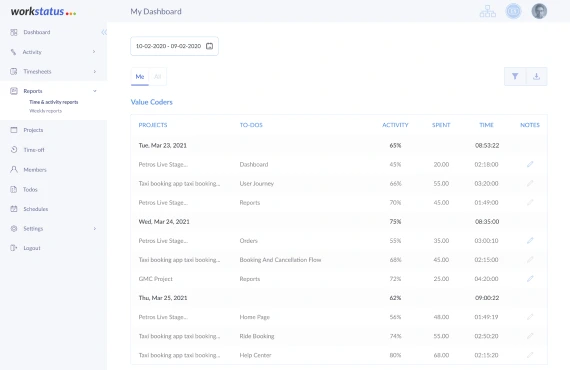 workstatus
My Dashboard
Dashboard
Activity
Timesheets
Reports
Time & activity reports
Weekly reports
Projects
Time-off
Members
Todos
Schedules
Settings
Logout
10-02-2020 - 09-02-2020
Me All
Value Coders
PROJECTS TO-DOS ACTIVITY SPENT TIME NOTES
Tue, Mar 23, 2021 65% 08:53:22
Petros Live Stage... Dashboard 45% 20.00 02:18:00
Taxi booking app taxi booking... User Journey 66% 55.00 03:20:00
Petros Live Stage... Reports 70% 45.00 01:49:00
Wed, Mar 24, 2021 75% 08:35:00
Petros Live Stage... Orders 55% 35.00 03:00:10
Taxi booking app taxi booking... Booking And Cancellation Flow 68% 45.00 02:15:00
GMC Project Reports 72% 25.00 04:20:00
Thu, Mar 25, 2021 62% 09:00:22
Petros Live Stage... Home Page 56% 48.00 01:49:19
Taxi booking app taxi booking... Ride Booking 74% 55.00 02:50:20
Taxi booking app taxi booking... Help Center 80% 68.00 02:15:20